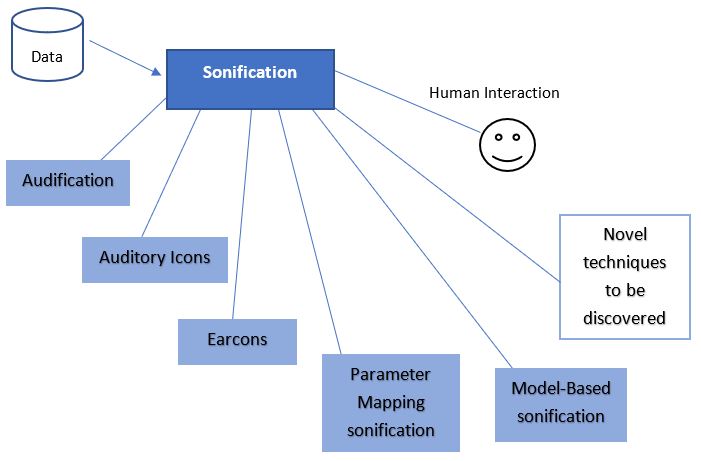 Data
Sonification
Human Interaction
Audification
Auditory Icons
Earcons
Parameter
Mapping
sonification
Model-Based
sonification
Novel
techniques
to be
discovered